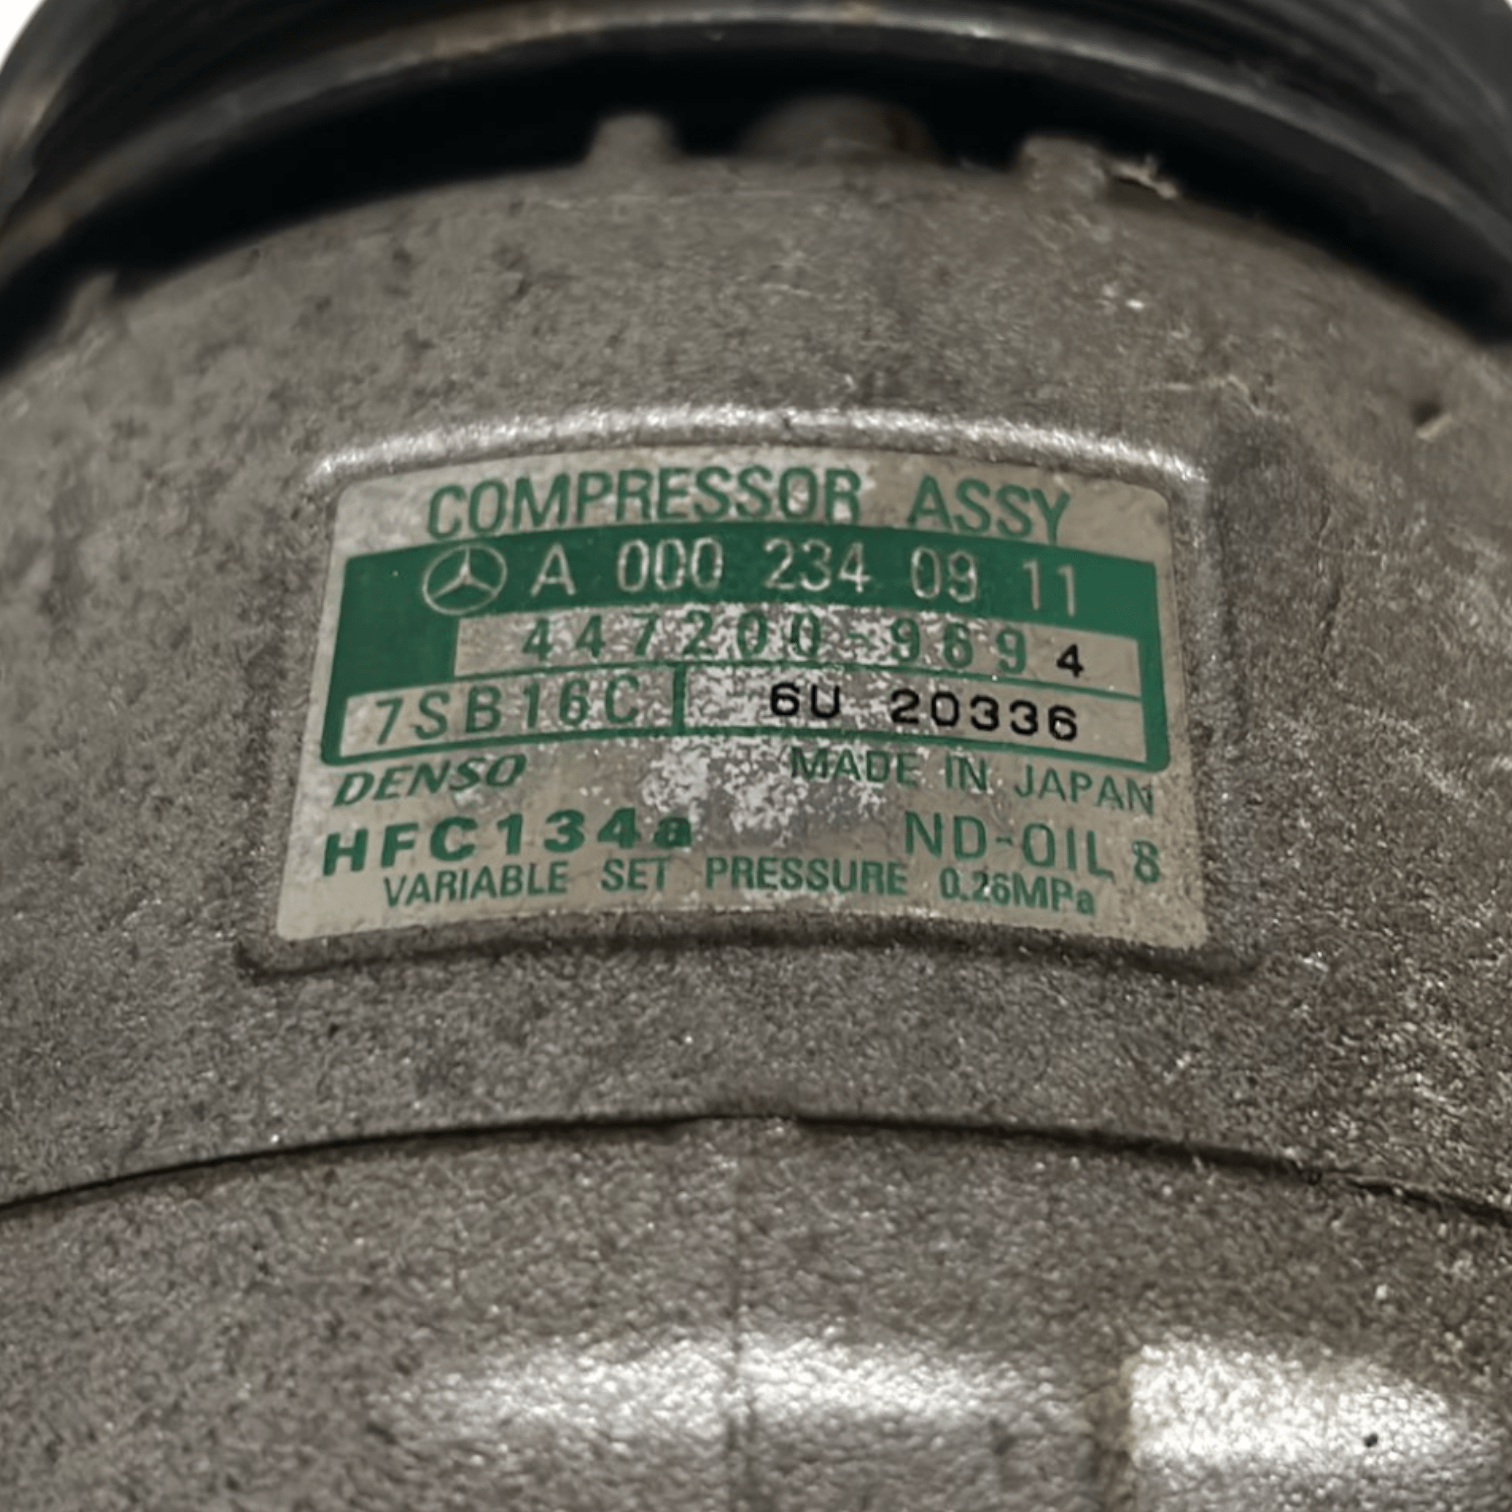 COMPRESSOR ASSY
A 000 234 09 11
447200-9694
7SB16C 6U 20336
DENSO MADE IN JAPAN
HFC134a ND-OIL 8
VARIABLE SET PRESSURE 0.26MPa